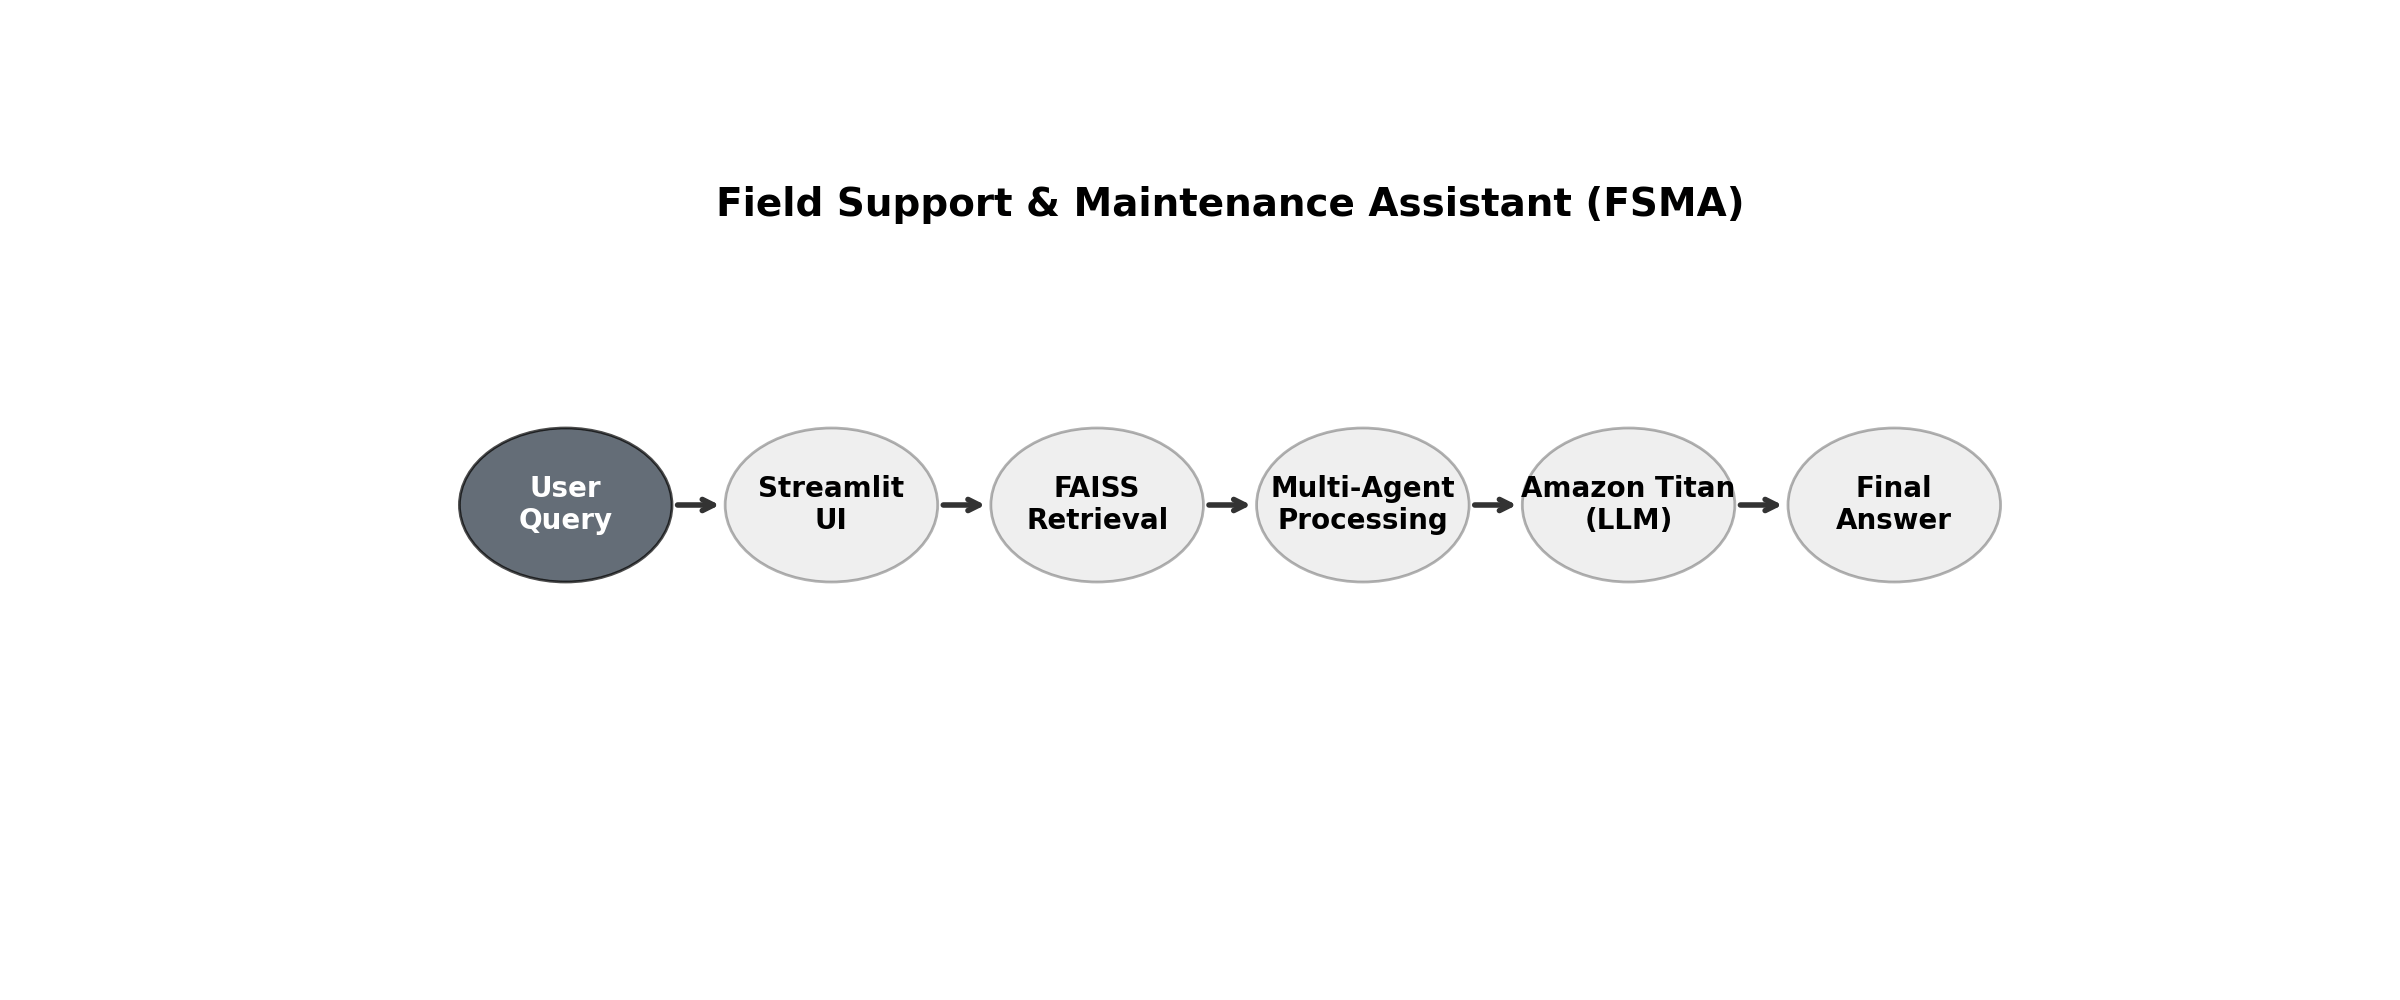 Field Support & Maintenance Assistant (FSMA)
User
Query
Streamlit
UI
FAISS
Retrieval
Multi-Agent
Processing
Amazon Titan
(LLM)
Final
Answer